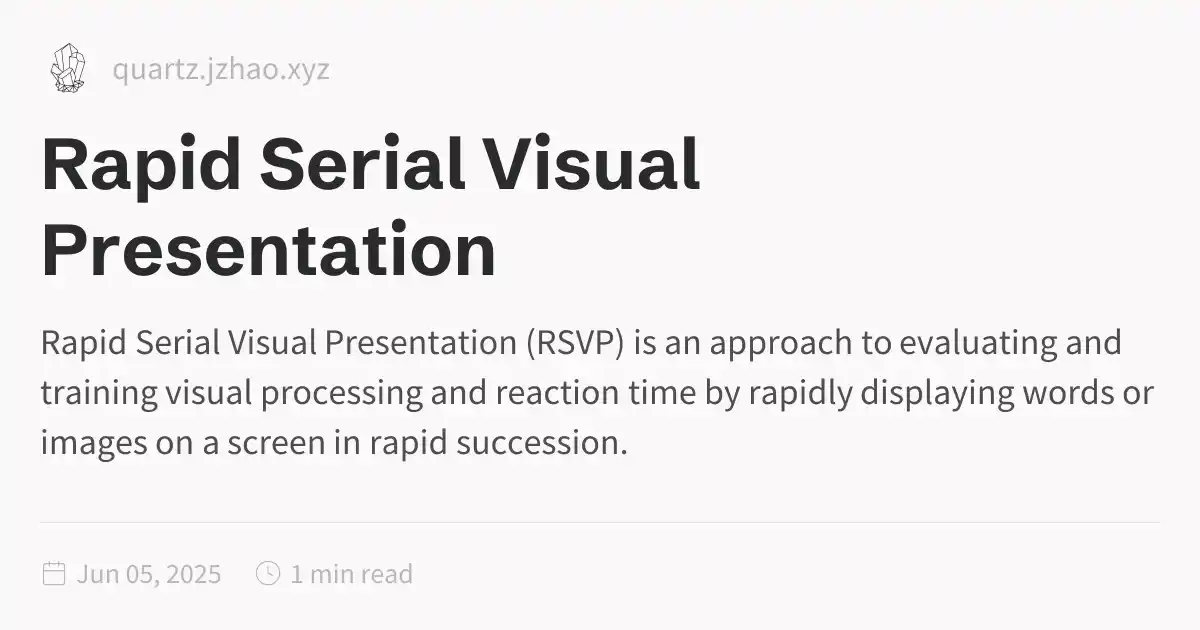 quartz.jzhao.xyz
Rapid Serial Visual
Presentation
Rapid Serial Visual Presentation (RSVP) is an approach to evaluating and
training visual processing and reaction time by rapidly displaying words or
images on a screen in rapid succession.
Jun 05, 2025 1 min read